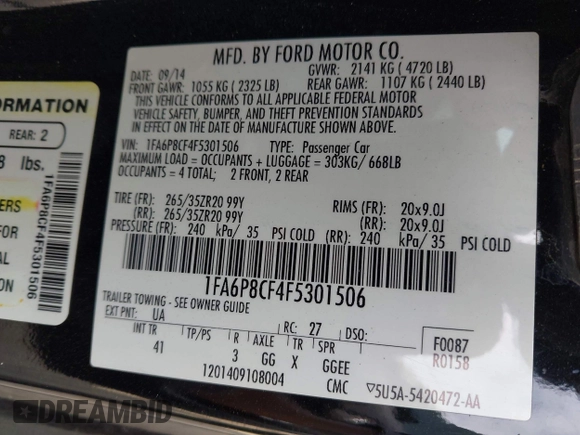 MFD. BY FORD MOTOR CO.
DATE: 09/14
GVWR: 2141 KG ( 4720 LB)
FRONT GAWR: 1055 KG ( 2325 LB)
REAR GAWR: 1107 KG ( 2440 LB)
THIS VEHICLE CONFORMS TO ALL APPLICABLE FEDERAL MOTOR
VEHICLE SAFETY, BUMPER, AND THEFT PREVENTION STANDARDS
IN EFFECT ON THE DATE OF MANUFACTURE SHOWN ABOVE.
VIN: 1FA6P8CF4F5301506
TYPE: Passenger Car
MAXIMUM LOAD = OCCUPANTS + LUGGAGE = 303KG/ 668LB
OCCUPANTS = 4 TOTAL; 2 FRONT, 2 REAR
TIRE (FR): 265/35ZR20 99Y
RIMS (FR): 20x9.0J
(RR): 265/35ZR20 99Y
(RR): 20x9.0J
PRESSURE (FR): 240 kPa/ 35 PSI COLD (RR): 240 kPa/ 35
PSI COLD
1FA6P8CF4F5301506
TRAILER TOWING - SEE OWNER GUIDE
EXT PNT: UA
RC: 27
DSO:
F0087
R0158
INT TR TP/PS R AXLE TR SPR
41 3 GG X GGEE
1201409108004
CMC
5U5A-5420472-AA
ORMATION
REAR: 2
8 lbs.
ERS
FOR
AL
ION
1FA6P8CF4F5301506
DREAMBID